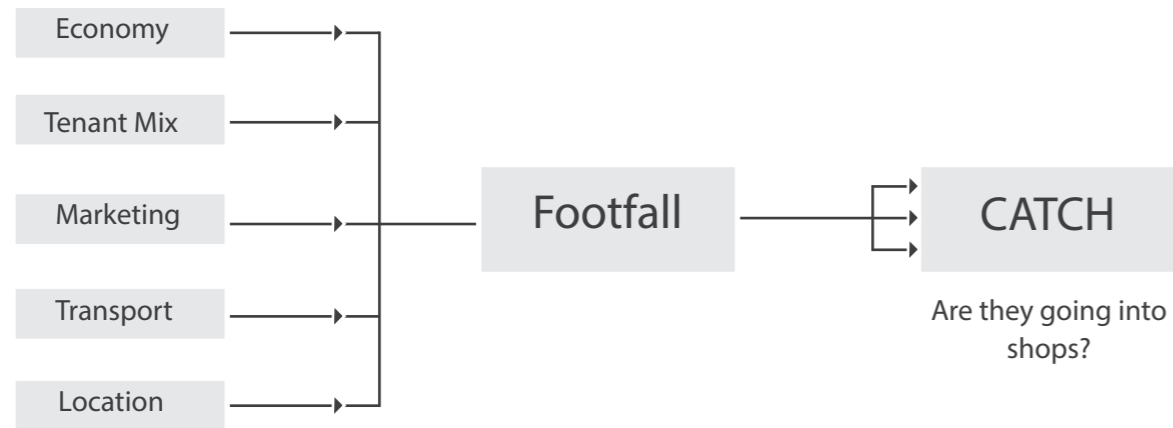 Economy
Tenant Mix
Marketing
Transport
Location
Footfall
CATCH
Are they going into
shops?